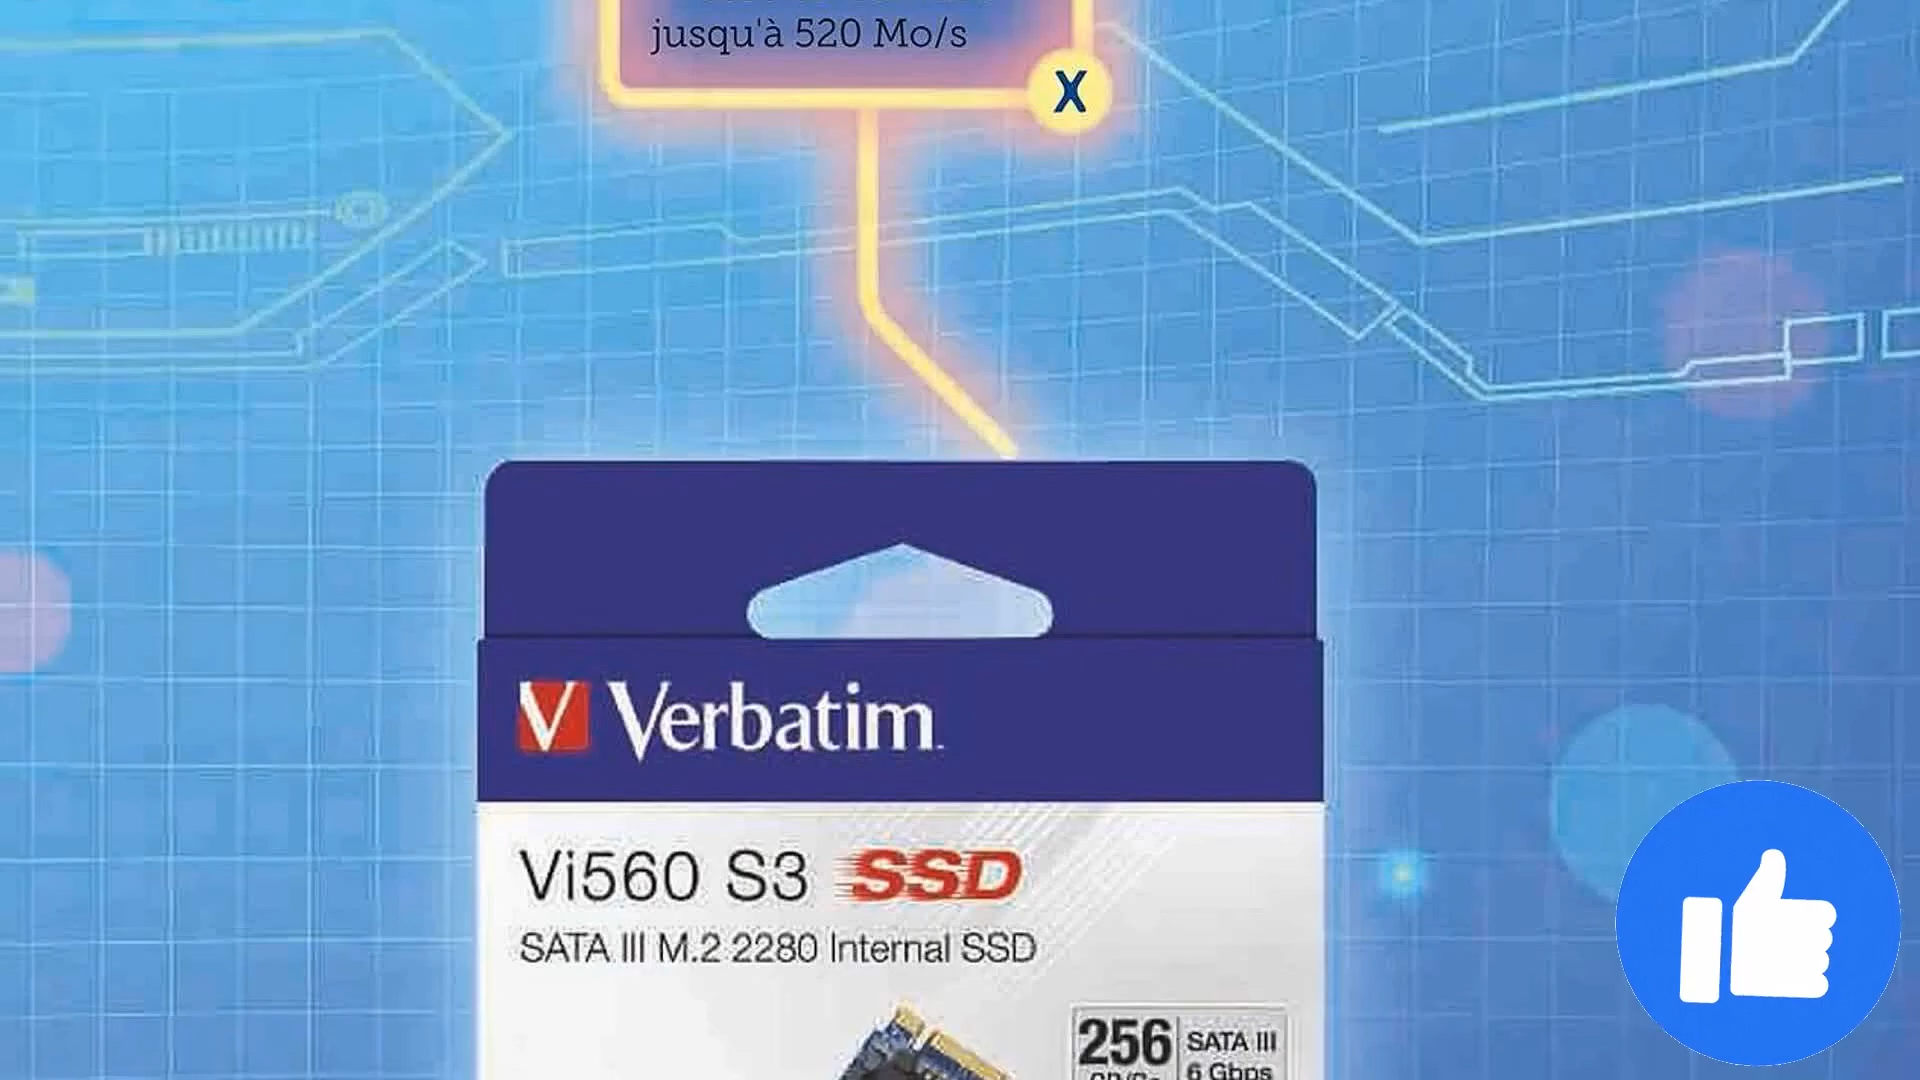 jusqu'à 520 Mo/s
X
Verbatim
Vi560 S3 SSD
SATA III M.2 2280 Internal SSD
256
SATA III
6 Gbps